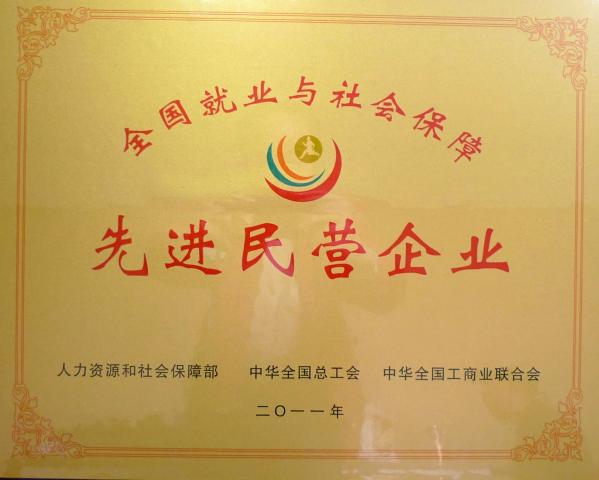 全国就业与社会保障
先进民营企业
人力资源和社会保障部 中华全国总工会 中华全国工商业联合会
二〇一一年